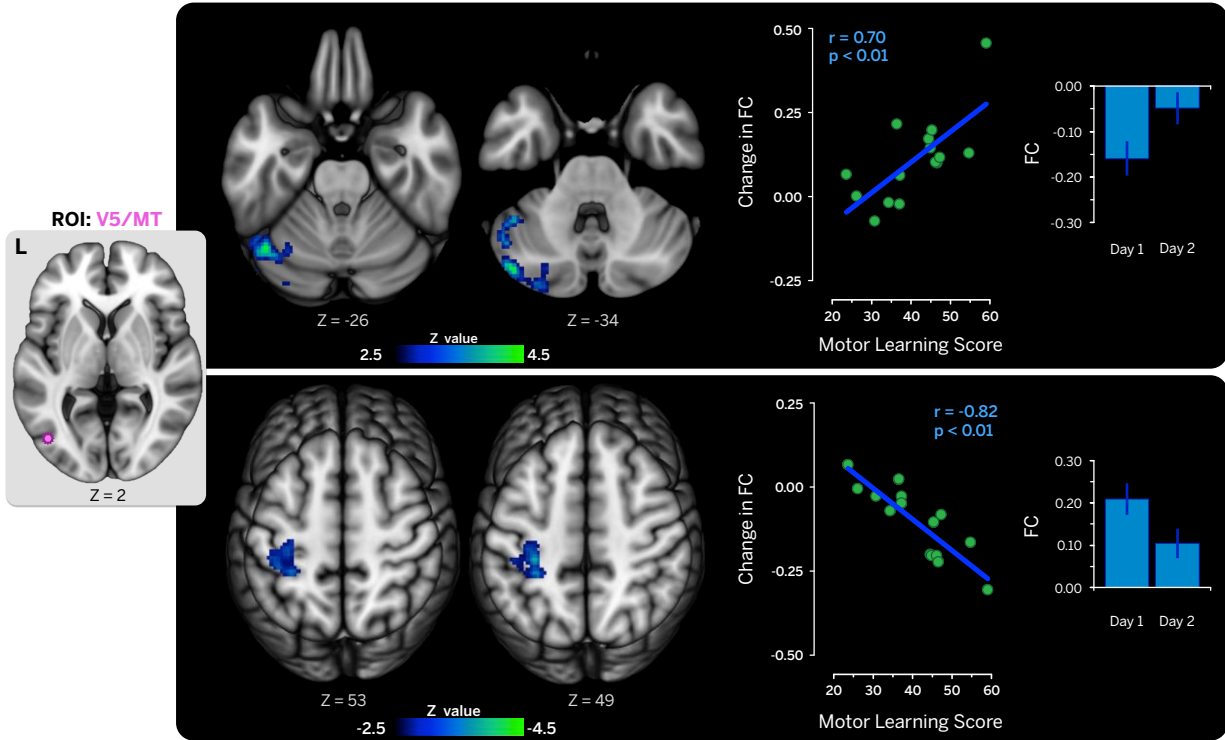 ROI: V5/MT
L
Z = 2
Z = -26
Z = -34
Z value
2.5
4.5
r = 0.70
p < 0.01
Change in FC
0.50
0.25
0.00
-0.25
20 30 40 50 60
Motor Learning Score
FC
0.00
-0.10
-0.20
-0.30
Day 1 Day 2
Z = 53
Z = 49
Z value
-2.5
-4.5
r = -0.82
p < 0.01
Change in FC
0.25
0.00
-0.25
-0.50
20 30 40 50 60
Motor Learning Score
FC
0.30
0.20
0.10
0.00
Day 1 Day 2